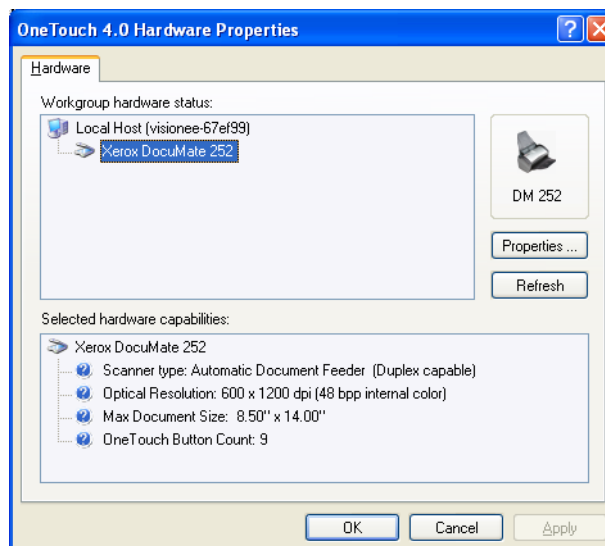 OneTouch 4.0 Hardware Properties
Hardware
Workgroup hardware status:
Local Host (visionee-67ef99)
Xerox DocuMate 252
DM 252
Properties ...
Refresh
Selected hardware capabilities:
Xerox DocuMate 252
Scanner type: Automatic Document Feeder  (Duplex capable)
Optical Resolution: 600 x 1200 dpi (48 bpp internal color)
Max Document Size:  8.50'' x 14.00''
OneTouch Button Count: 9
OK Cancel Apply